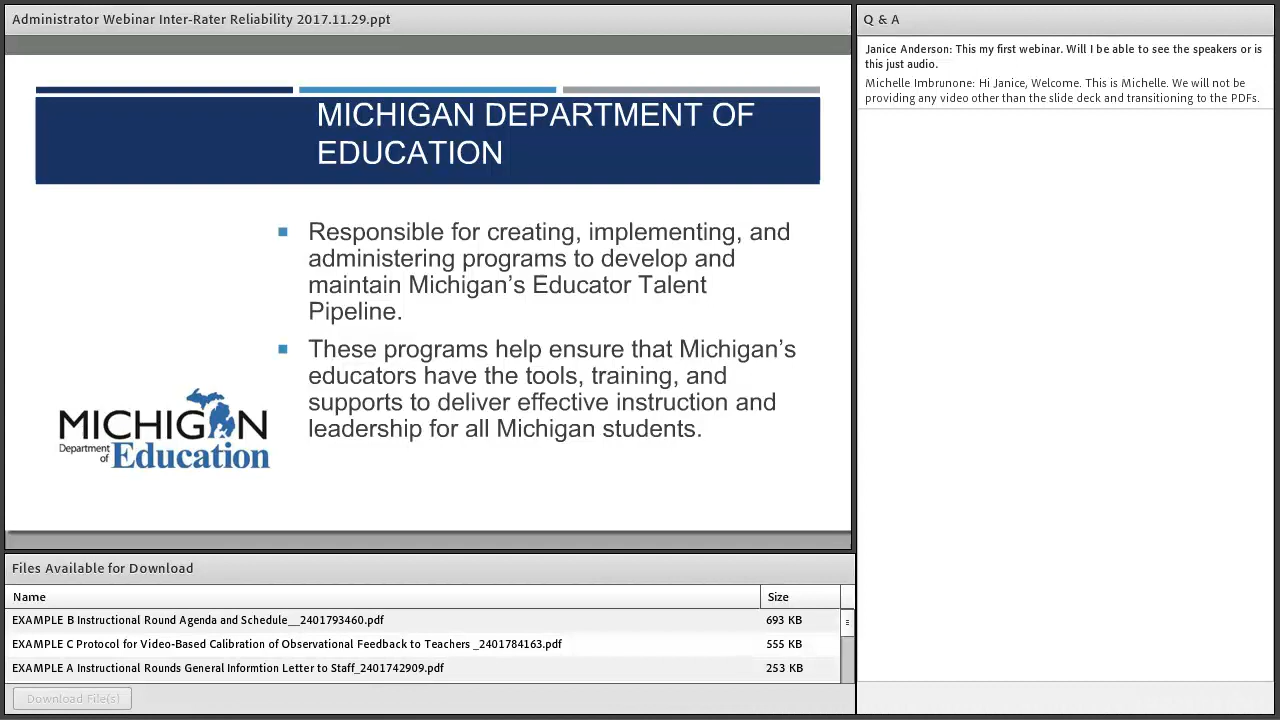 Administrator Webinar Inter-Rater Reliability 2017.11.29.ppt
MICHIGAN DEPARTMENT OF
EDUCATION
Responsible for creating, implementing, and
administering programs to develop and
maintain Michigan's Educator Talent
Pipeline.
These programs help ensure that Michigan's
educators have the tools, training, and
supports to deliver effective instruction and
leadership for all Michigan students.
MICHIGAN
Department
of Education
Q & A
Janice Anderson: This my first webinar. Will I be able to see the speakers or is
this just audio.
Michelle Imbrunone: Hi Janice, Welcome. This is Michelle. We will not be
providing any video other than the slide deck and transitioning to the PDFs.
Files Available for Download
Name Size
EXAMPLE B Instructional Round Agenda and Schedule__2401793460.pdf 693 KB
EXAMPLE C Protocol for Video-Based Calibration of Observational Feedback to Teachers _2401784163.pdf 555 KB
EXAMPLE A Instructional Rounds General Informtion Letter to Staff_2401742909.pdf 253 KB
Download File(s)